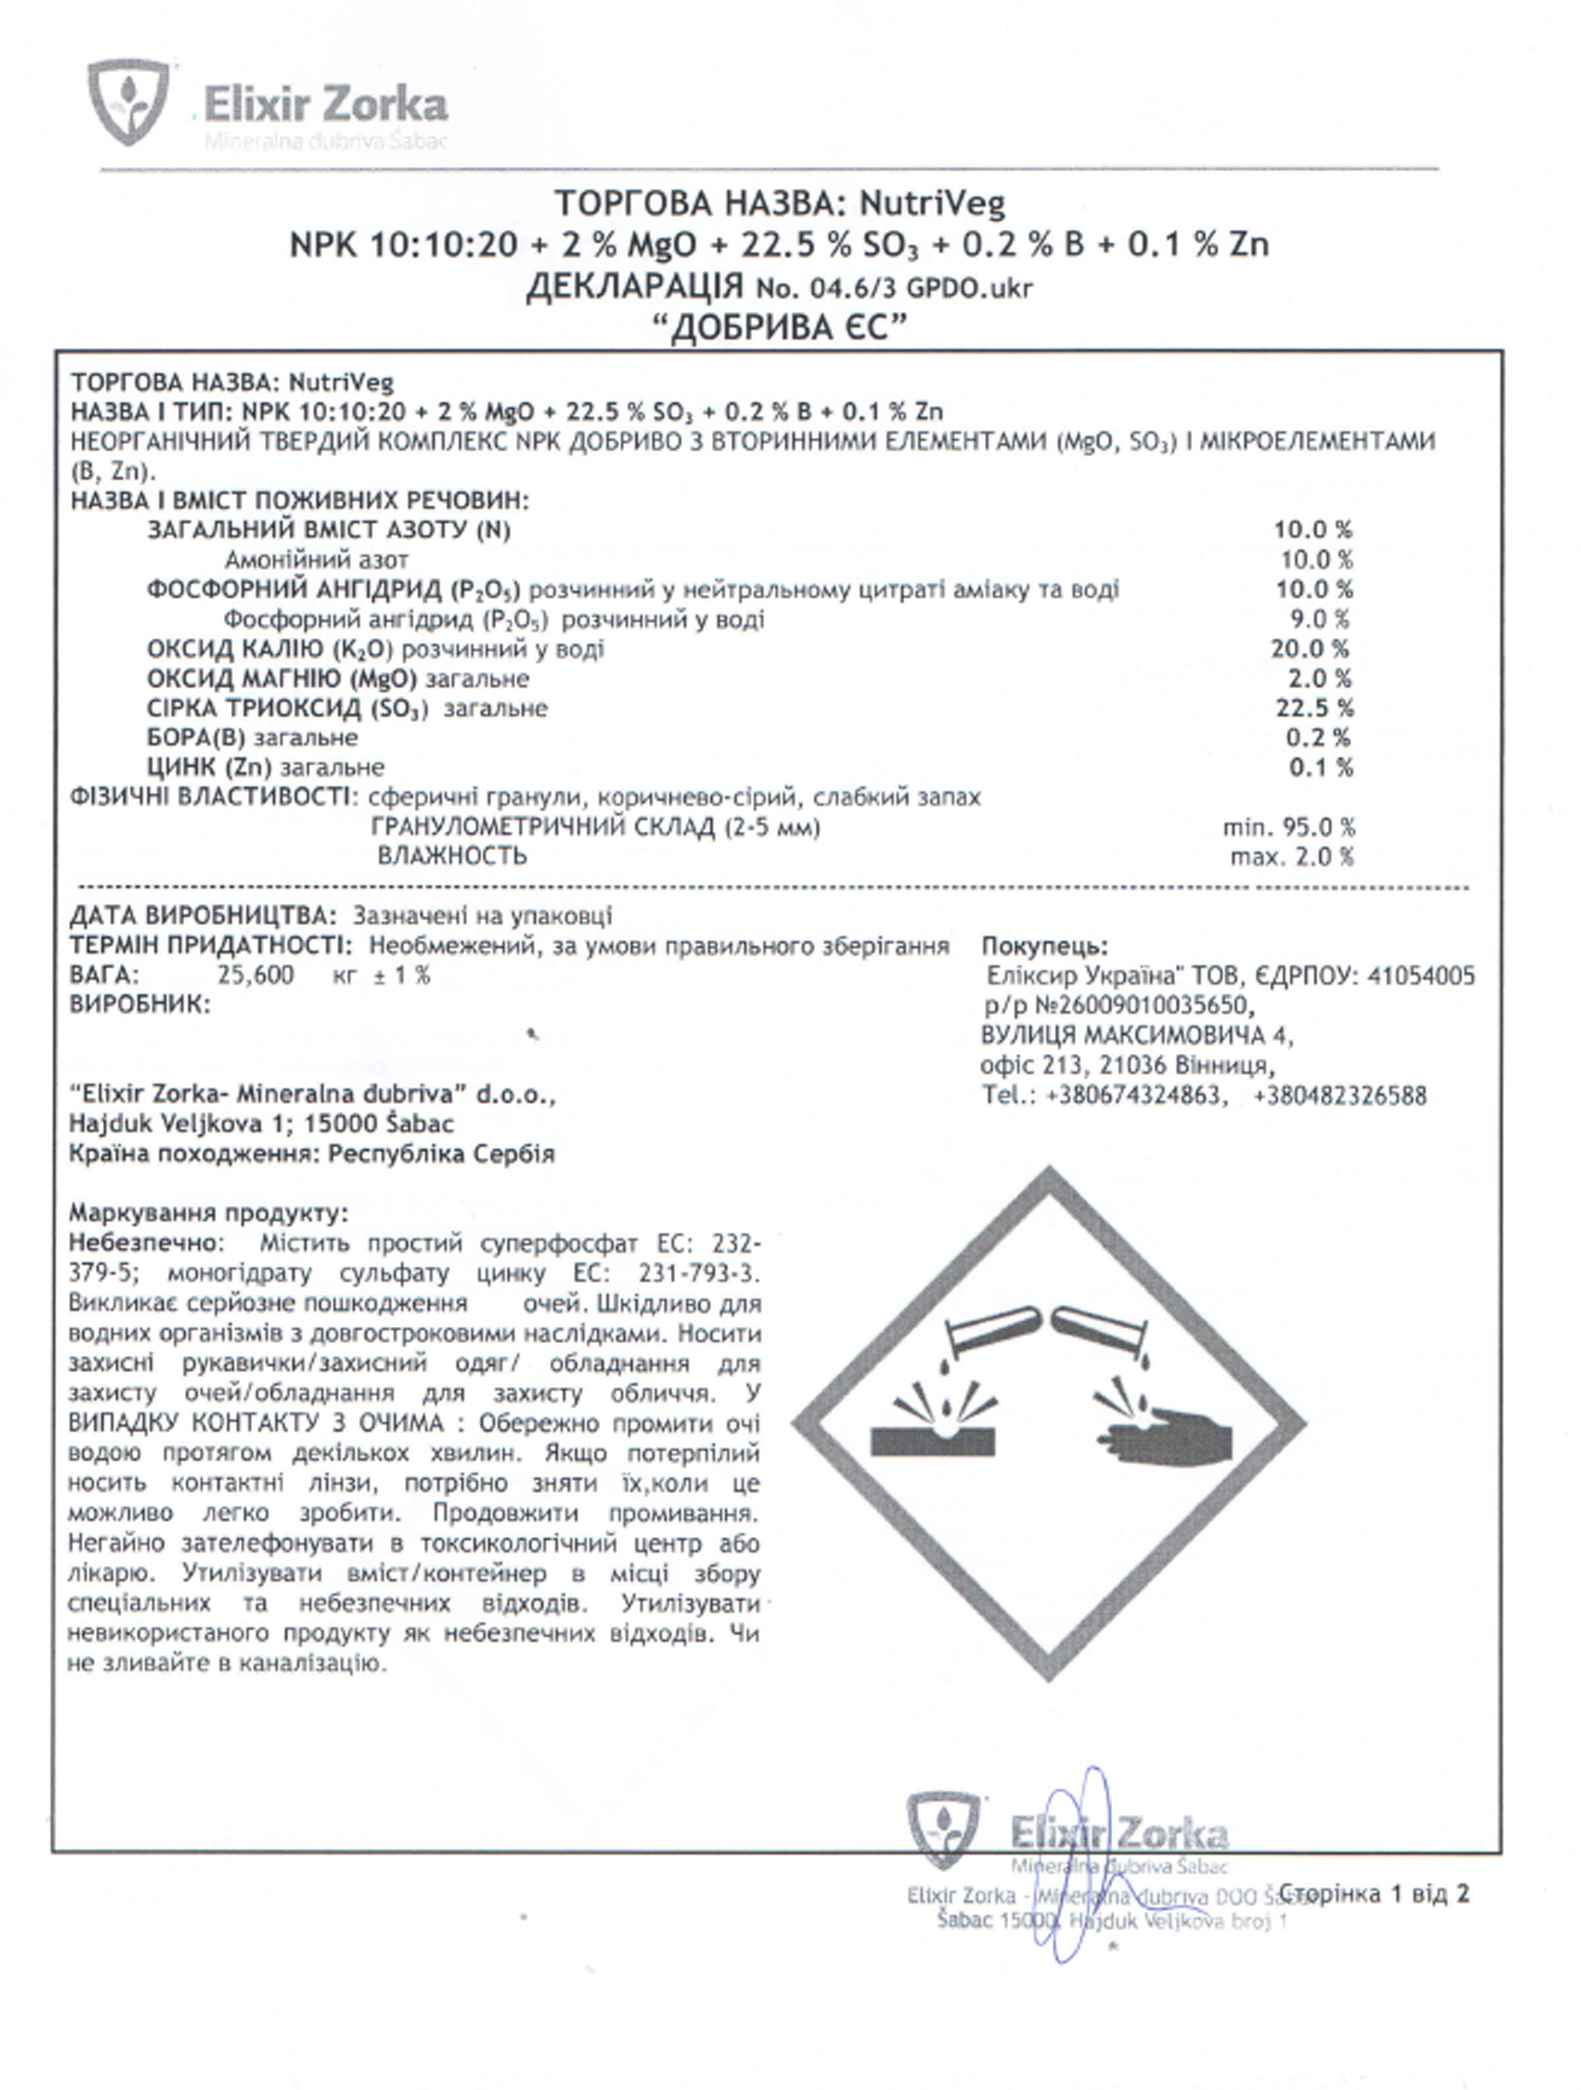 Elixir Zorka
Mineralna đubriva Šabac
ТОРГОВА НАЗВА: NutriVeg
NPK 10:10:20 + 2 % MgO + 22.5 % SO₃ + 0.2 % B + 0.1 % Zn
ДЕКЛАРАЦІЯ No. 04.6/3 GPDO.ukr
“ДОБРИВА ЄС”
ТОРГОВА НАЗВА: NutriVeg
НАЗВА І ТИП: NPK 10:10:20 + 2 % MgO + 22.5 % SO₃ + 0.2 % B + 0.1 % Zn
НЕОРГАНІЧНИЙ ТВЕРДИЙ КОМПЛЕКС NPK ДОБРИВО З ВТОРИННИМИ ЕЛЕМЕНТАМИ (MgO, SO₃) І МІКРОЕЛЕМЕНТАМИ
(B, Zn).
НАЗВА І ВМІСТ ПОЖИВНИХ РЕЧОВИН:
ЗАГАЛЬНИЙ ВМІСТ АЗОТУ (N) 10.0 %
Амонійний азот 10.0 %
ФОСФОРНИЙ АНГІДРИД (P₂O₅) розчинний у нейтральному цитраті аміаку та воді 10.0 %
Фосфорний ангідрид (P₂O₅) розчинний у воді 9.0 %
ОКСИД КАЛІЮ (K₂O) розчинний у воді 20.0 %
ОКСИД МАГНІЮ (MgO) загальне 2.0 %
СІРКА ТРИОКСИД (SO₃) загальне 22.5 %
БОРА(B) загальне 0.2 %
ЦИНК (Zn) загальне 0.1 %
ФІЗИЧНІ ВЛАСТИВОСТІ: сферичні гранули, коричнево-сірий, слабкий запах
ГРАНУЛОМЕТРИЧНИЙ СКЛАД (2-5 мм) min. 95.0 %
ВЛАЖНОСТЬ max. 2.0 %
ДАТА ВИРОБНИЦТВА: Зазначені на упаковці
ТЕРМІН ПРИДАТНОСТІ: Необмежений, за умови правильного зберігання
ВАГА: 25,600 кг ± 1 %
ВИРОБНИК:
“Elixir Zorka- Mineralna đubriva” d.o.o.,
Hajduk Veljkova 1; 15000 Šabac
Країна походження: Республіка Сербія
Покупець:
Еліксир Україна" ТОВ, ЄДРПОУ: 41054005
р/р №26009010035650,
ВУЛИЦЯ МАКСИМОВИЧА 4,
офіс 213, 21036 Вінниця,
Tel.: +380674324863, +380482326588
Маркування продукту:
Небезпечно: Містить простий суперфосфат ЕС: 232-
379-5; моногідрату сульфату цинку ЕС: 231-793-3.
Викликає серйозне пошкодження очей. Шкідливо для
водних організмів з довгостроковими наслідками. Носити
захисні рукавички/захисний одяг/ обладнання для
захисту очей/обладнання для захисту обличчя. У
ВИПАДКУ КОНТАКТУ З ОЧИМА : Обережно промити очі
водою протягом декількох хвилин. Якщо потерпілий
носить контактні лінзи, потрібно зняти їх,коли це
можливо легко зробити. Продовжити промивання.
Негайно зателефонувати в токсикологічний центр або
лікарю. Утилізувати вміст/контейнер в місці збору
спеціальних та небезпечних відходів. Утилізувати
невикористаного продукту як небезпечних відходів. Чи
не зливайте в каналізацію.
Elixir Zorka
Mineralna đubriva Šabac
Elixir Zorka - Mineralna đubriva DOO
Šabac 15000, Hajduk Veljkova broj 1
Сторінка 1 від 2